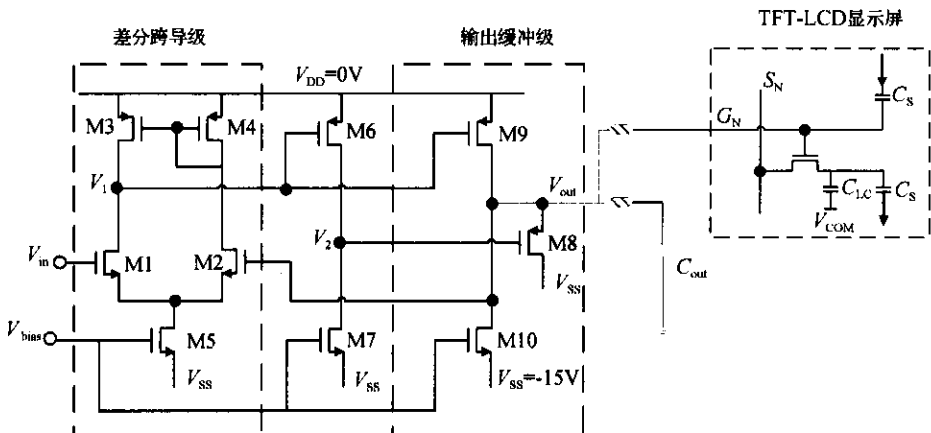 差分跨导级
输出缓冲级
TFT-LCD显示屏
V_DD=0V
S_N
C_S
M3
M4
M6
M9
G_N
V_1
V_out
C_LC
C_S
V_in
M1
M2
V_2
M8
V_COM
V_SS
C_out
V_bias
M5
M7
M10
V_SS
V_SS
V_SS=-15V